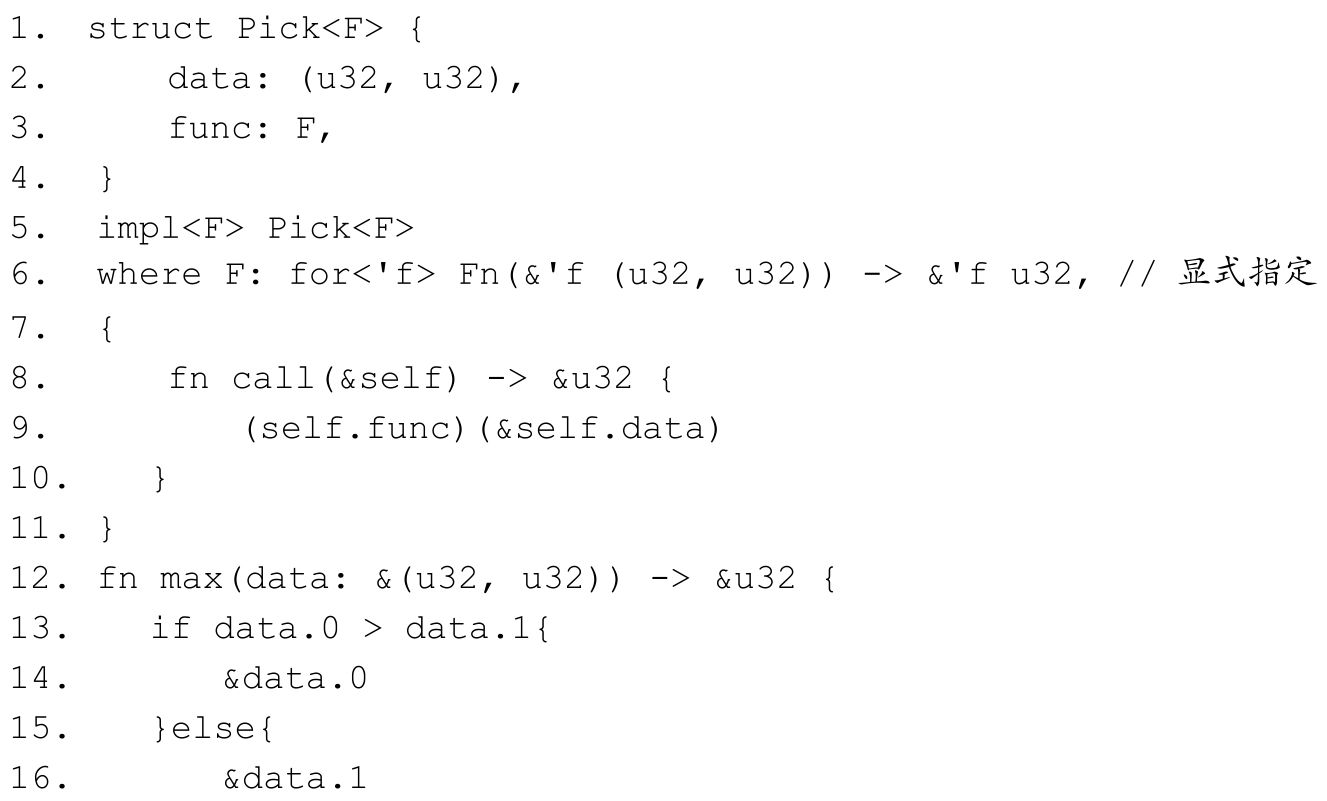 1. struct Pick<F> {
2.     data: (u32, u32),
3.     func: F,
4. }
5. impl<F> Pick<F>
6. where F: for<'f> Fn(&'f (u32, u32)) -> &'f u32, // 显式指定
7. {
8.     fn call(&self) -> &u32 {
9.         (self.func)(&self.data)
10.    }
11. }
12. fn max(data: &(u32, u32)) -> &u32 {
13.    if data.0 > data.1{
14.        &data.0
15.    }else{
16.        &data.1